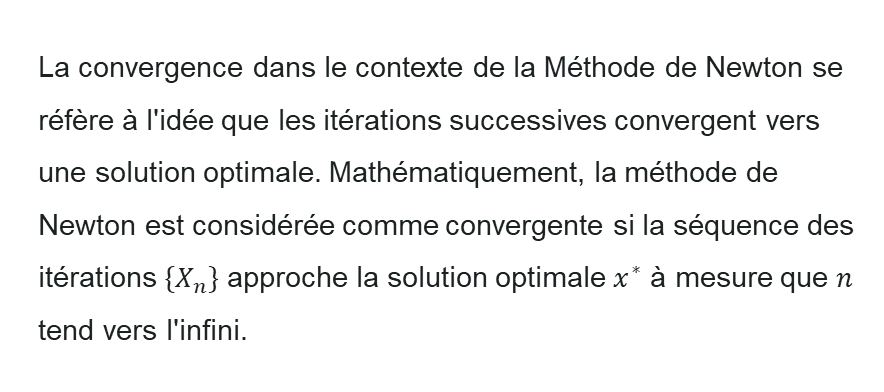 La convergence dans le contexte de la Méthode de Newton se
réfère à l'idée que les itérations successives convergent vers
une solution optimale. Mathématiquement, la méthode de
Newton est considérée comme convergente si la séquence des
itérations {Xₙ} approche la solution optimale x* à mesure que n
tend vers l'infini.